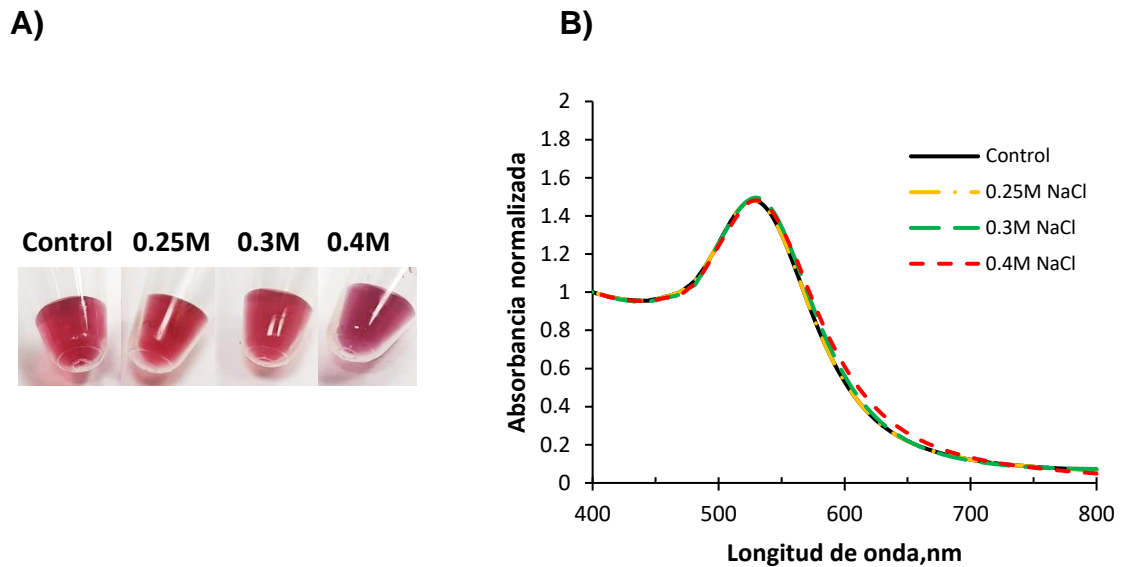 A)
Control 0.25M 0.3M 0.4M
B)
Absorbancia normalizada
2
1.8
1.6
1.4
1.2
1
0.8
0.6
0.4
0.2
0
400 500 600 700 800
Longitud de onda,nm
Control
0.25M NaCl
0.3M NaCl
0.4M NaCl